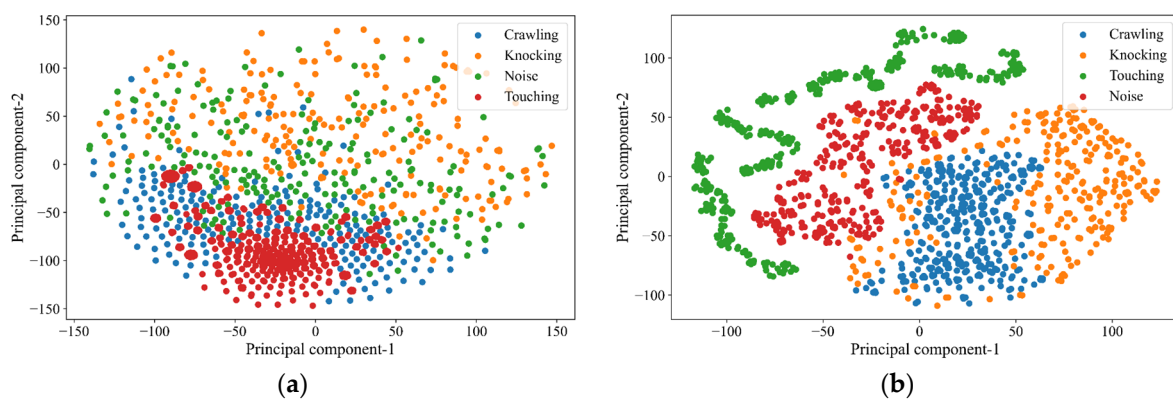 150
100
50
0
−50
−100
−150
−150 −100 −50 0 50 100 150
Principal component-2
Principal component-1
Crawling
Knocking
Noise
Touching
(a)
100
50
0
−50
−100
−100 −50 0 50 100
Principal component-2
Principal component-1
Crawling
Knocking
Touching
Noise
(b)